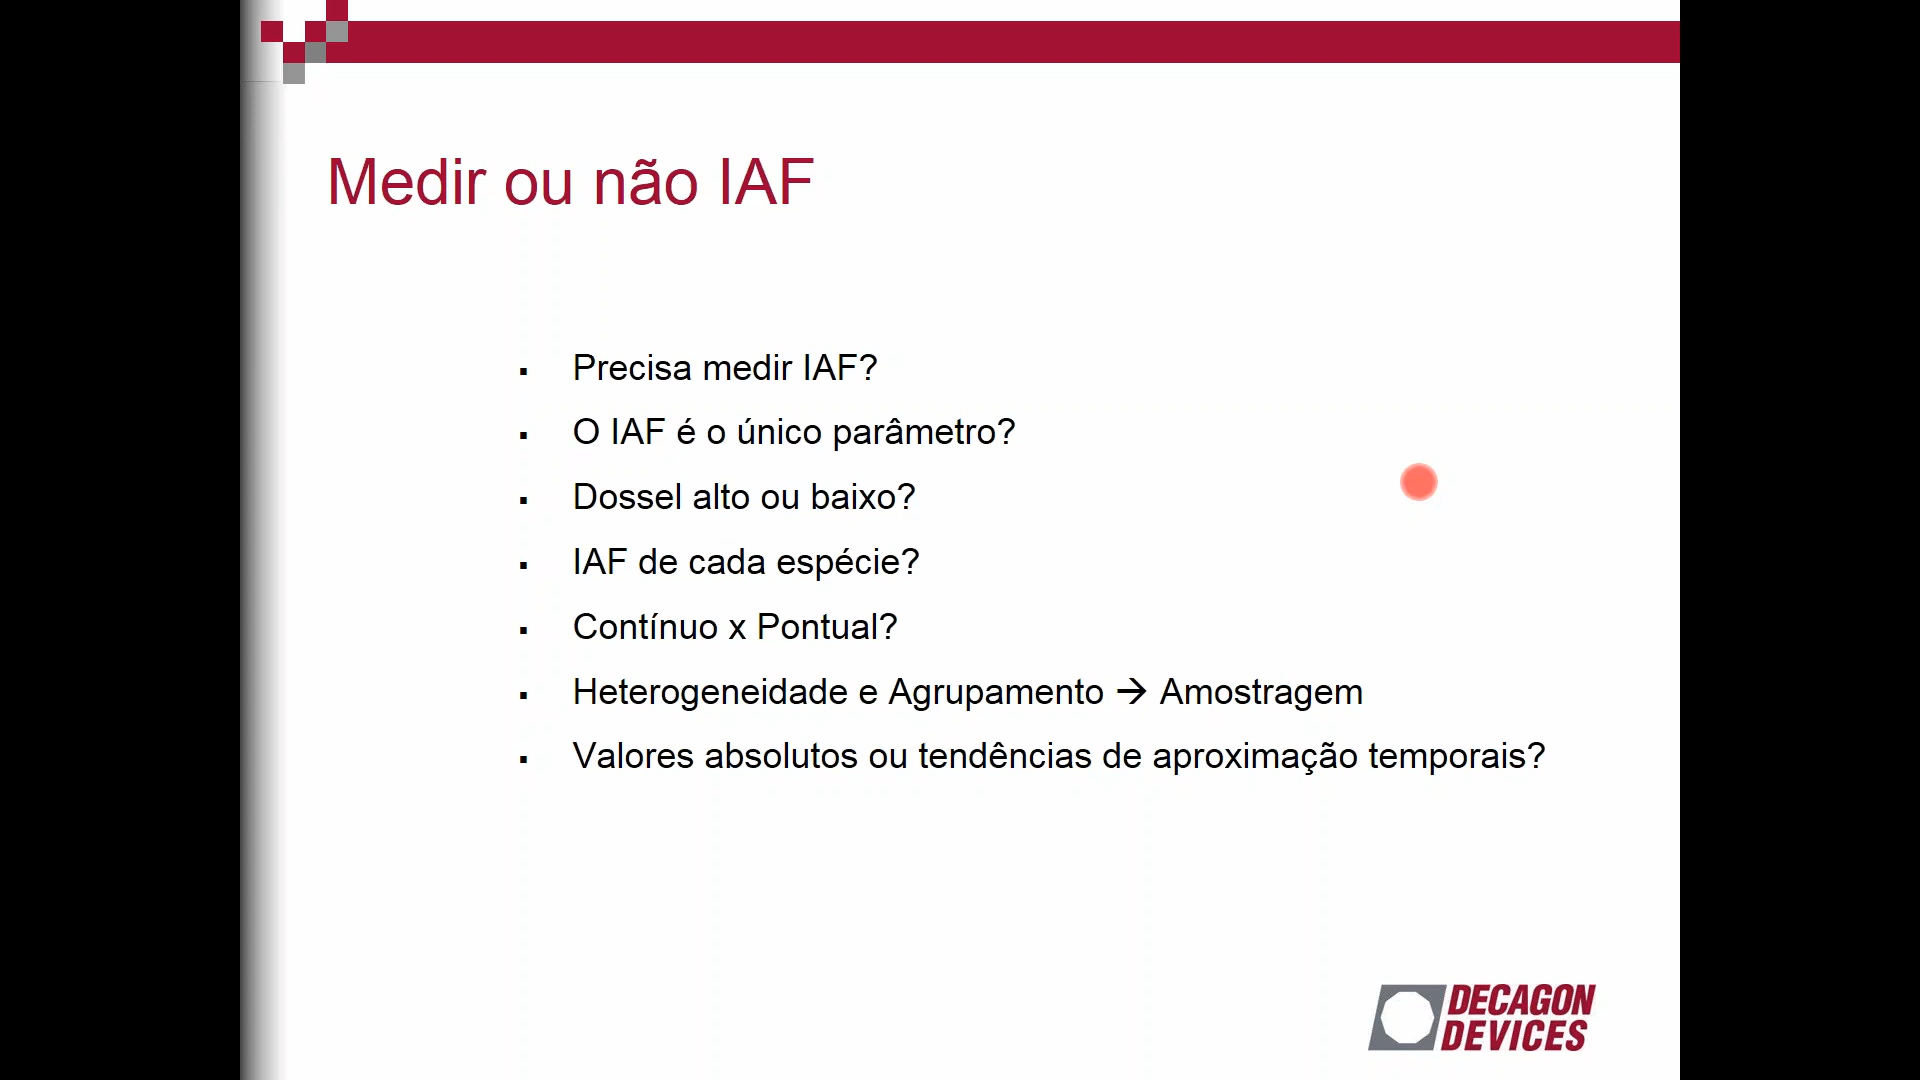 Medir ou não IAF
▪ Precisa medir IAF?
▪ O IAF é o único parâmetro?
▪ Dossel alto ou baixo?
▪ IAF de cada espécie?
▪ Contínuo x Pontual?
▪ Heterogeneidade e Agrupamento → Amostragem
▪ Valores absolutos ou tendências de aproximação temporais?
DECAGON
DEVICES